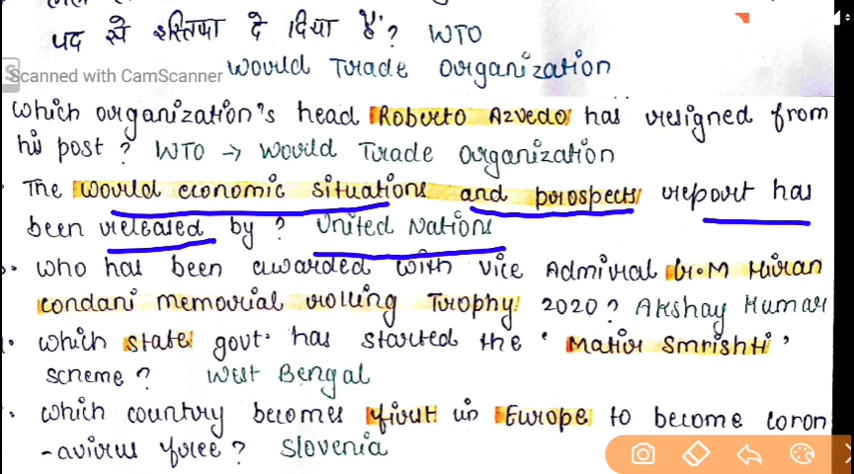 पद से इस्तिफा दे दिया है? WTO
Scanned with CamScanner World Trade Organization
Which organization's head Roberto Azvedo has resigned from
his post? WTO → World Trade Organization
The world economic situations and prospects report has
been released by? United Nations
Who has been awarded with Vice Admiral G.M Hiran
andani memorial rolling Trophy 2020? Akshay Kumar
Which state govt. has started the 'Matir Smrishti'
scheme? West Bengal
Which country becomes first in Europe to become coron
-avirus free? Slovenia